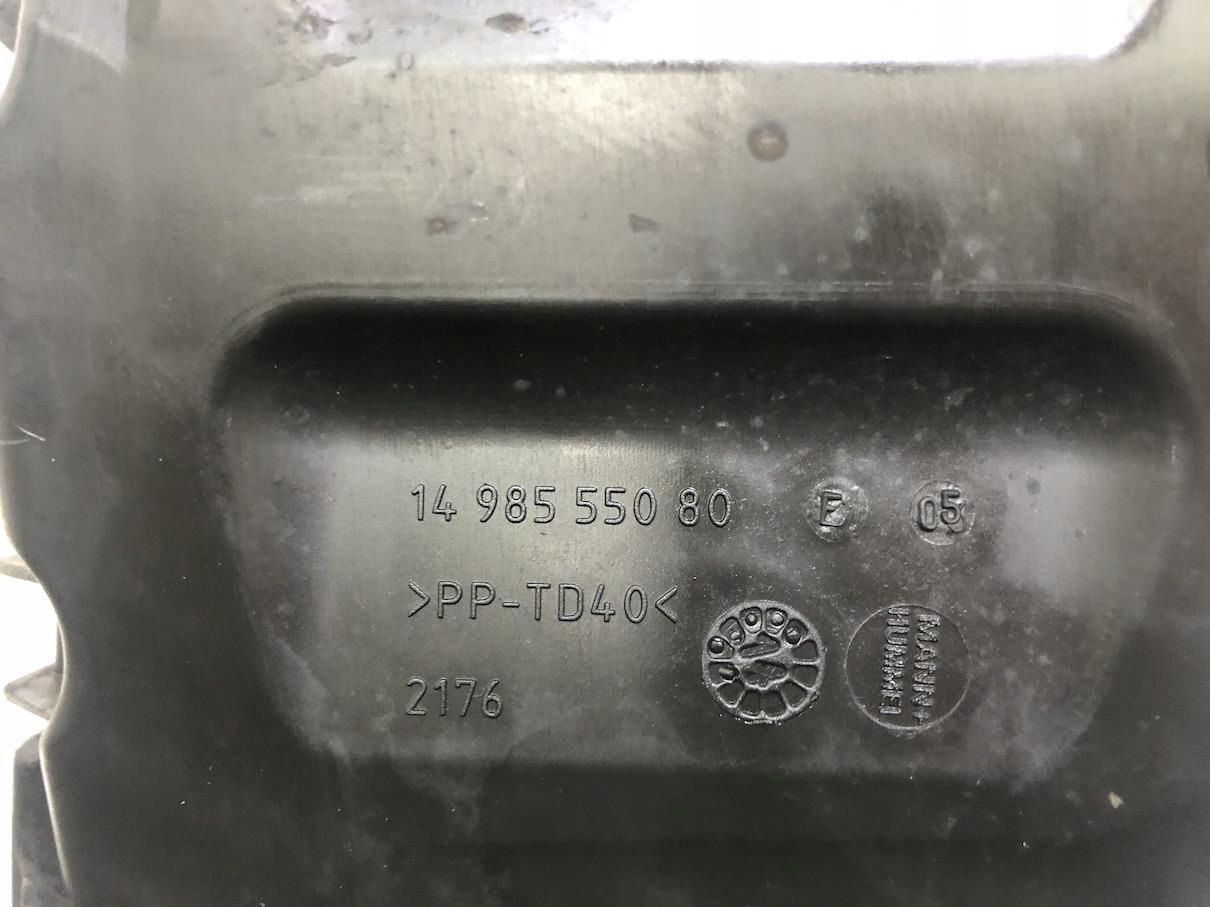 14 985 550 80 E 05
>PP-TD40<
2176
MANN+
HUMMEL